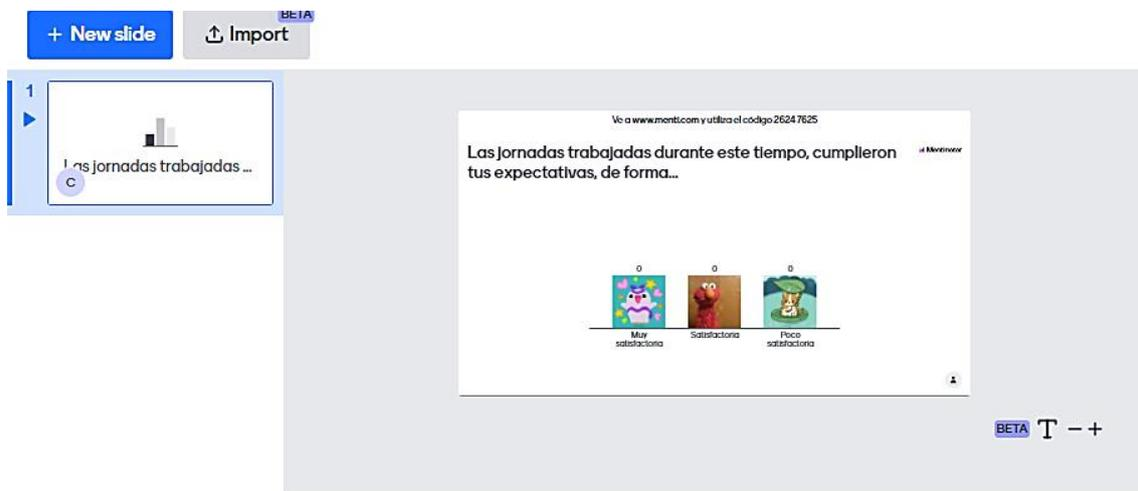 BETA
+ New slide
Import
1
Las jornadas trabajadas ...
C
Ve a www.menti.com y utiliza el código 2624 7625
Las jornadas trabajadas durante este tiempo, cumplieron
tus expectativas, de forma...
Mentimeter
0 0 0
Muy
satisfactoria
Satisfactoria
Poco
satisfactoria
BETA T − +